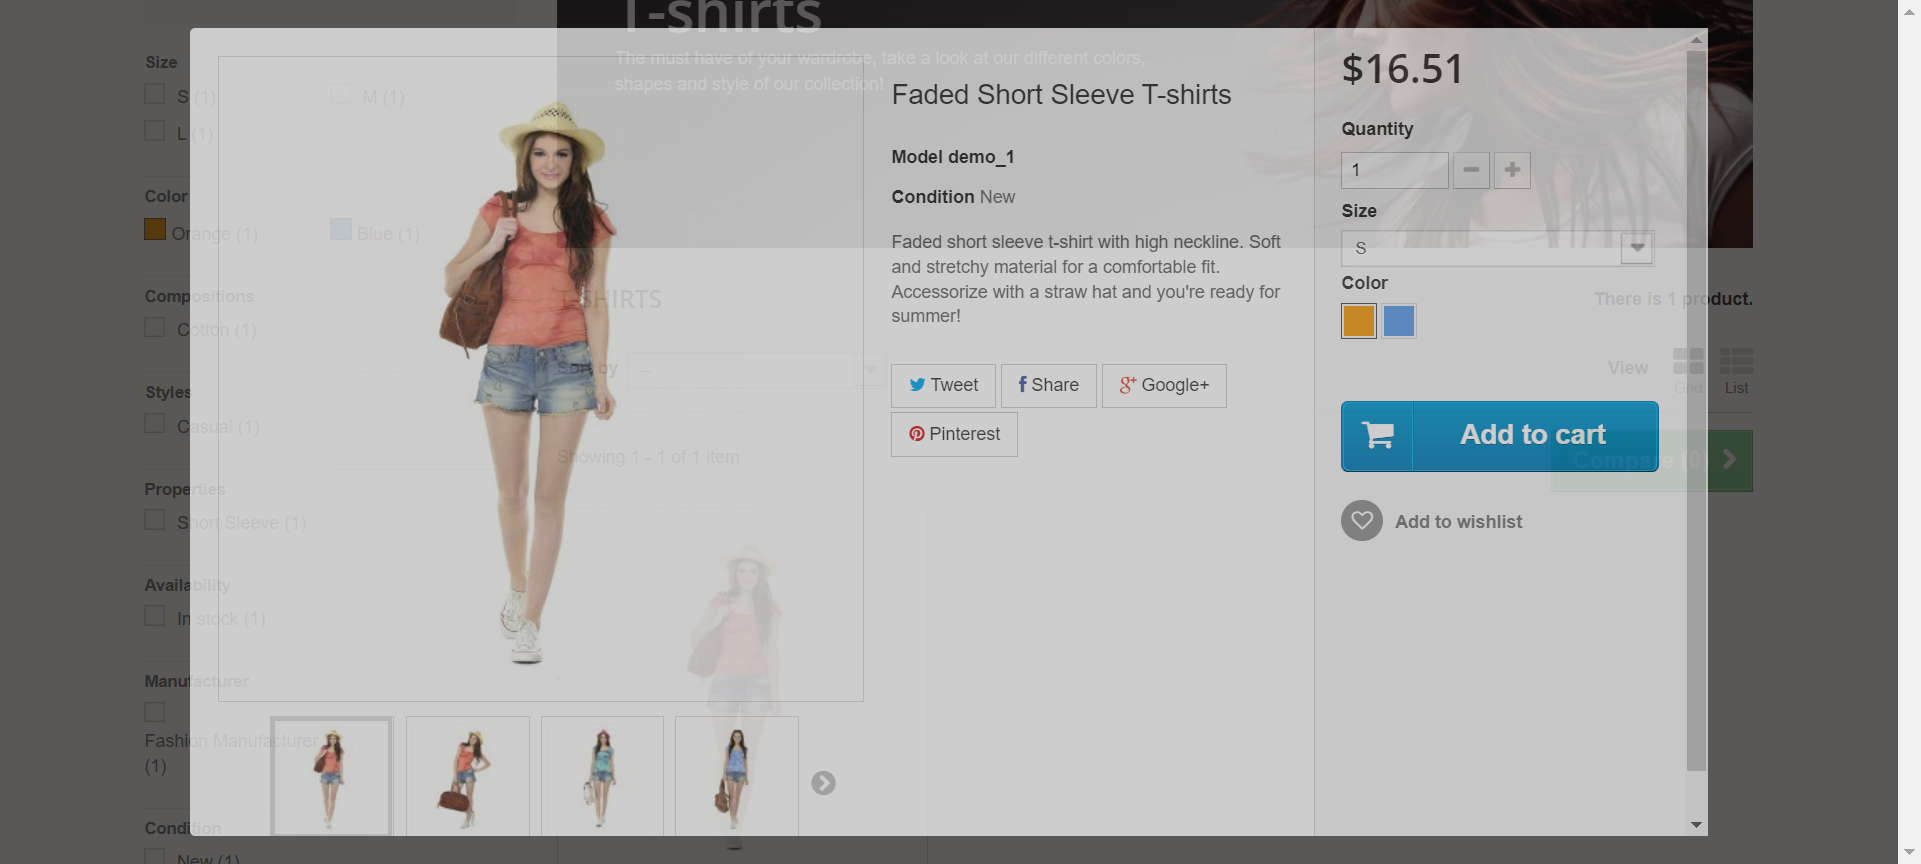 T-shirts
The must have of your wardrobe, take a look at our different colors,
shapes and style of our collection!
Size
S (1)
M (1)
L (1)
Color
Orange (1)
Blue (1)
Compositions
Cotton (1)
Styles
Casual (1)
Properties
Short Sleeve (1)
Availability
In stock (1)
Manufacturer
Fashion Manufacturer
(1)
Condition
New (1)
T-SHIRTS
There is 1 product.
Sort by
--
View
Grid
List
Showing 1 - 1 of 1 item
Compare (0)
Faded Short Sleeve T-shirts
Model demo_1
Condition New
Faded short sleeve t-shirt with high neckline. Soft
and stretchy material for a comfortable fit.
Accessorize with a straw hat and you're ready for
summer!
Tweet
Share
Google+
Pinterest
$16.51
Quantity
1
Size
S
Color
Add to cart
Add to wishlist